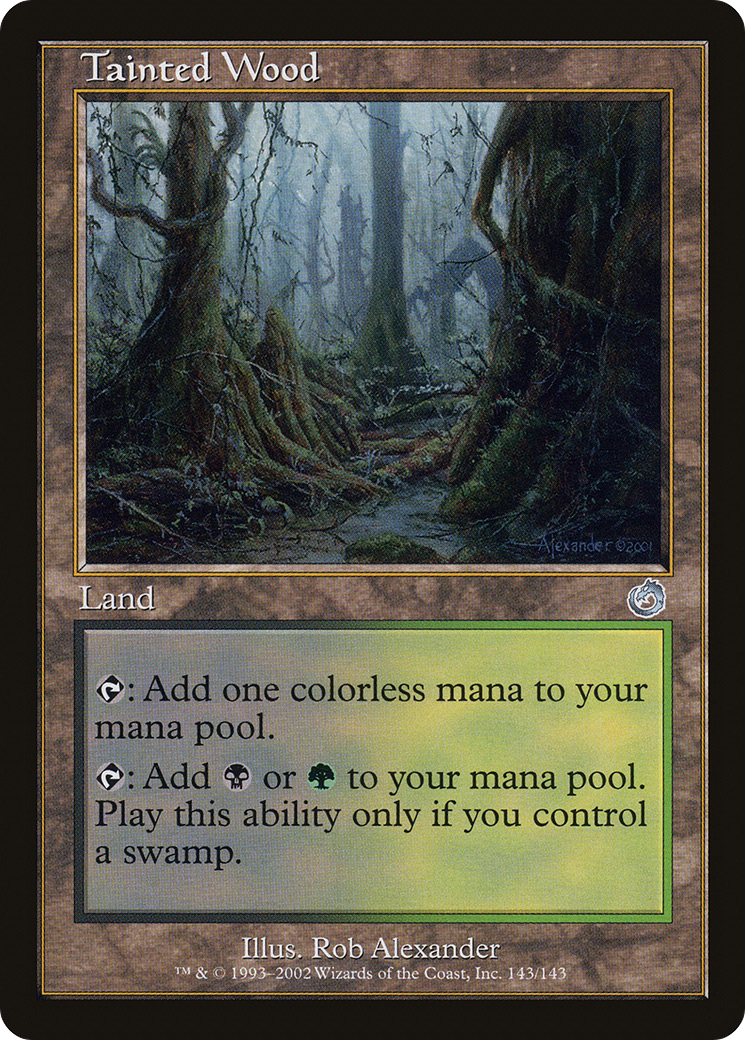 Tainted Wood
Alexander ©2001
Land
: Add one colorless mana to your
mana pool.
: Add or to your mana pool.
Play this ability only if you control
a swamp.
Illus. Rob Alexander
™ & © 1993–2002 Wizards of the Coast, Inc. 143/143